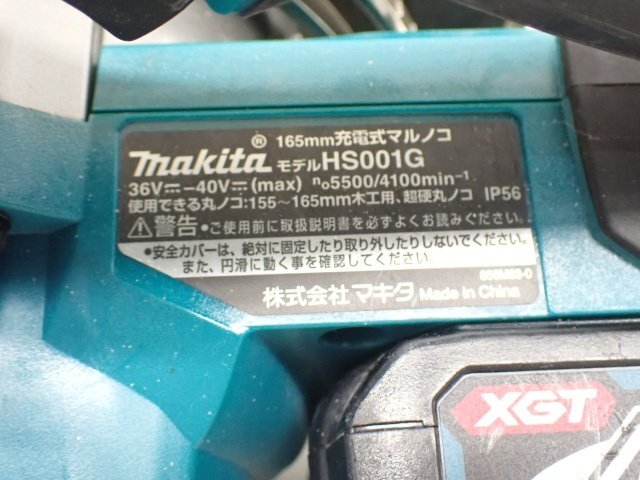 165mm充電式マルノコ
makita® モデルHS001G
36V⎓-40V⎓(max) n₀5500/4100min⁻¹
使用できる丸ノコ:155～165mm木工用、超硬丸ノコ IP56
⚠警告 ●ご使用前に取扱説明書を必ずよくお読みください。
●安全カバーは、絶対に固定したり取り外したりしないでください。
また、円滑に動く事を確認してください。
株式会社マキタ Made in China
XGT